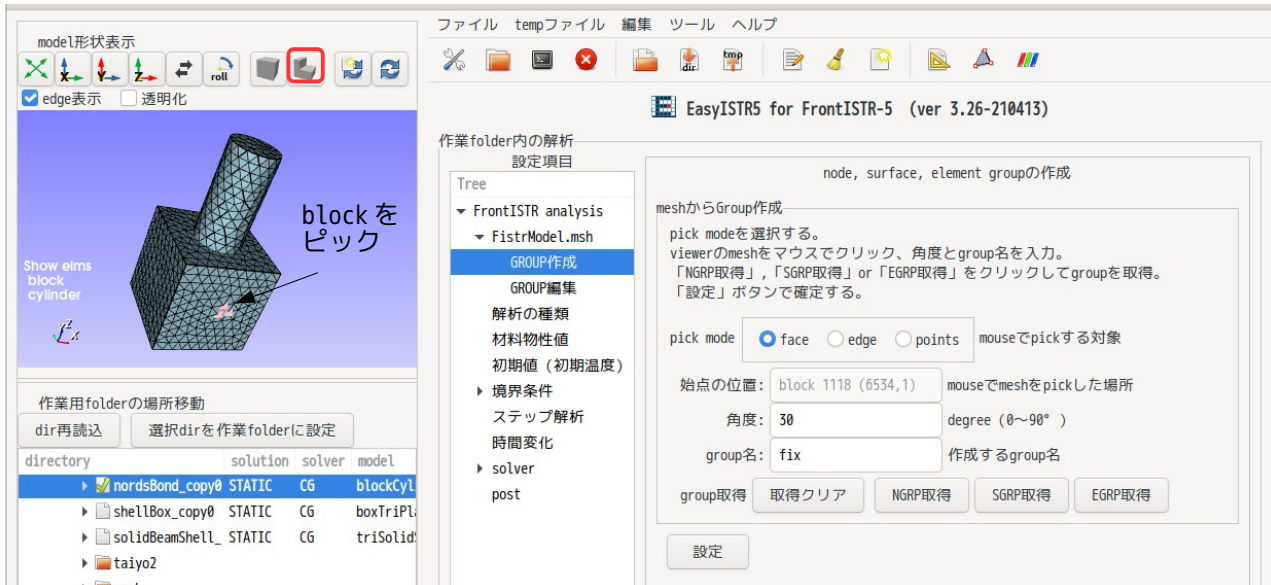 model形状表示
roll
edge表示 透明化
blockを
ピック
Show elms
block
cylinder
作業用folderの場所移動
dir再読込 選択dirを作業folderに設定
directory solution solver model
nordsBond_copy0 STATIC CG blockCyl
shellBox_copy0 STATIC CG boxTriPl
solidBeamShell_ STATIC CG triSolid
taiyo2
ファイル tempファイル 編集 ツール ヘルプ
dir tmp
EasyISTR5 for FrontISTR-5 (ver 3.26-210413)
作業folder内の解析
設定項目
Tree
FrontISTR analysis
FistrModel.msh
GROUP作成
GROUP編集
解析の種類
材料物性値
初期値(初期温度)
境界条件
ステップ解析
時間変化
solver
post
node, surface, element groupの作成
meshからGroup作成
pick modeを選択する。
viewerのmeshをマウスでクリック、角度とgroup名を入力。
「NGRP取得」,「SGRP取得」or「EGRP取得」をクリックしてgroupを取得。
「設定」ボタンで確定する。
pick mode face edge points mouseでpickする対象
始点の位置: block 1118 (6534,1) mouseでmeshをpickした場所
角度: 30 degree(0〜90° )
group名: fix 作成するgroup名
group取得 取得クリア NGRP取得 SGRP取得 EGRP取得
設定